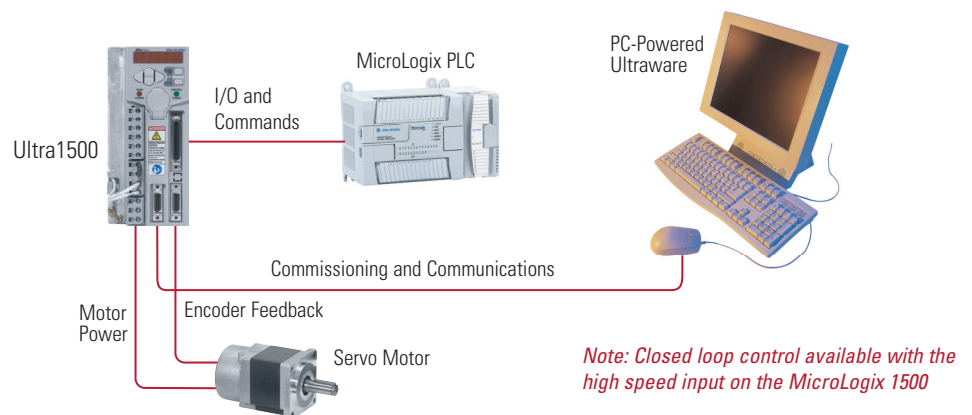 Ultra1500
I/O and
Commands
MicroLogix PLC
PC-Powered
Ultraware
Commissioning and Communications
Motor
Power
Encoder Feedback
Servo Motor
Note: Closed loop control available with the
high speed input on the MicroLogix 1500